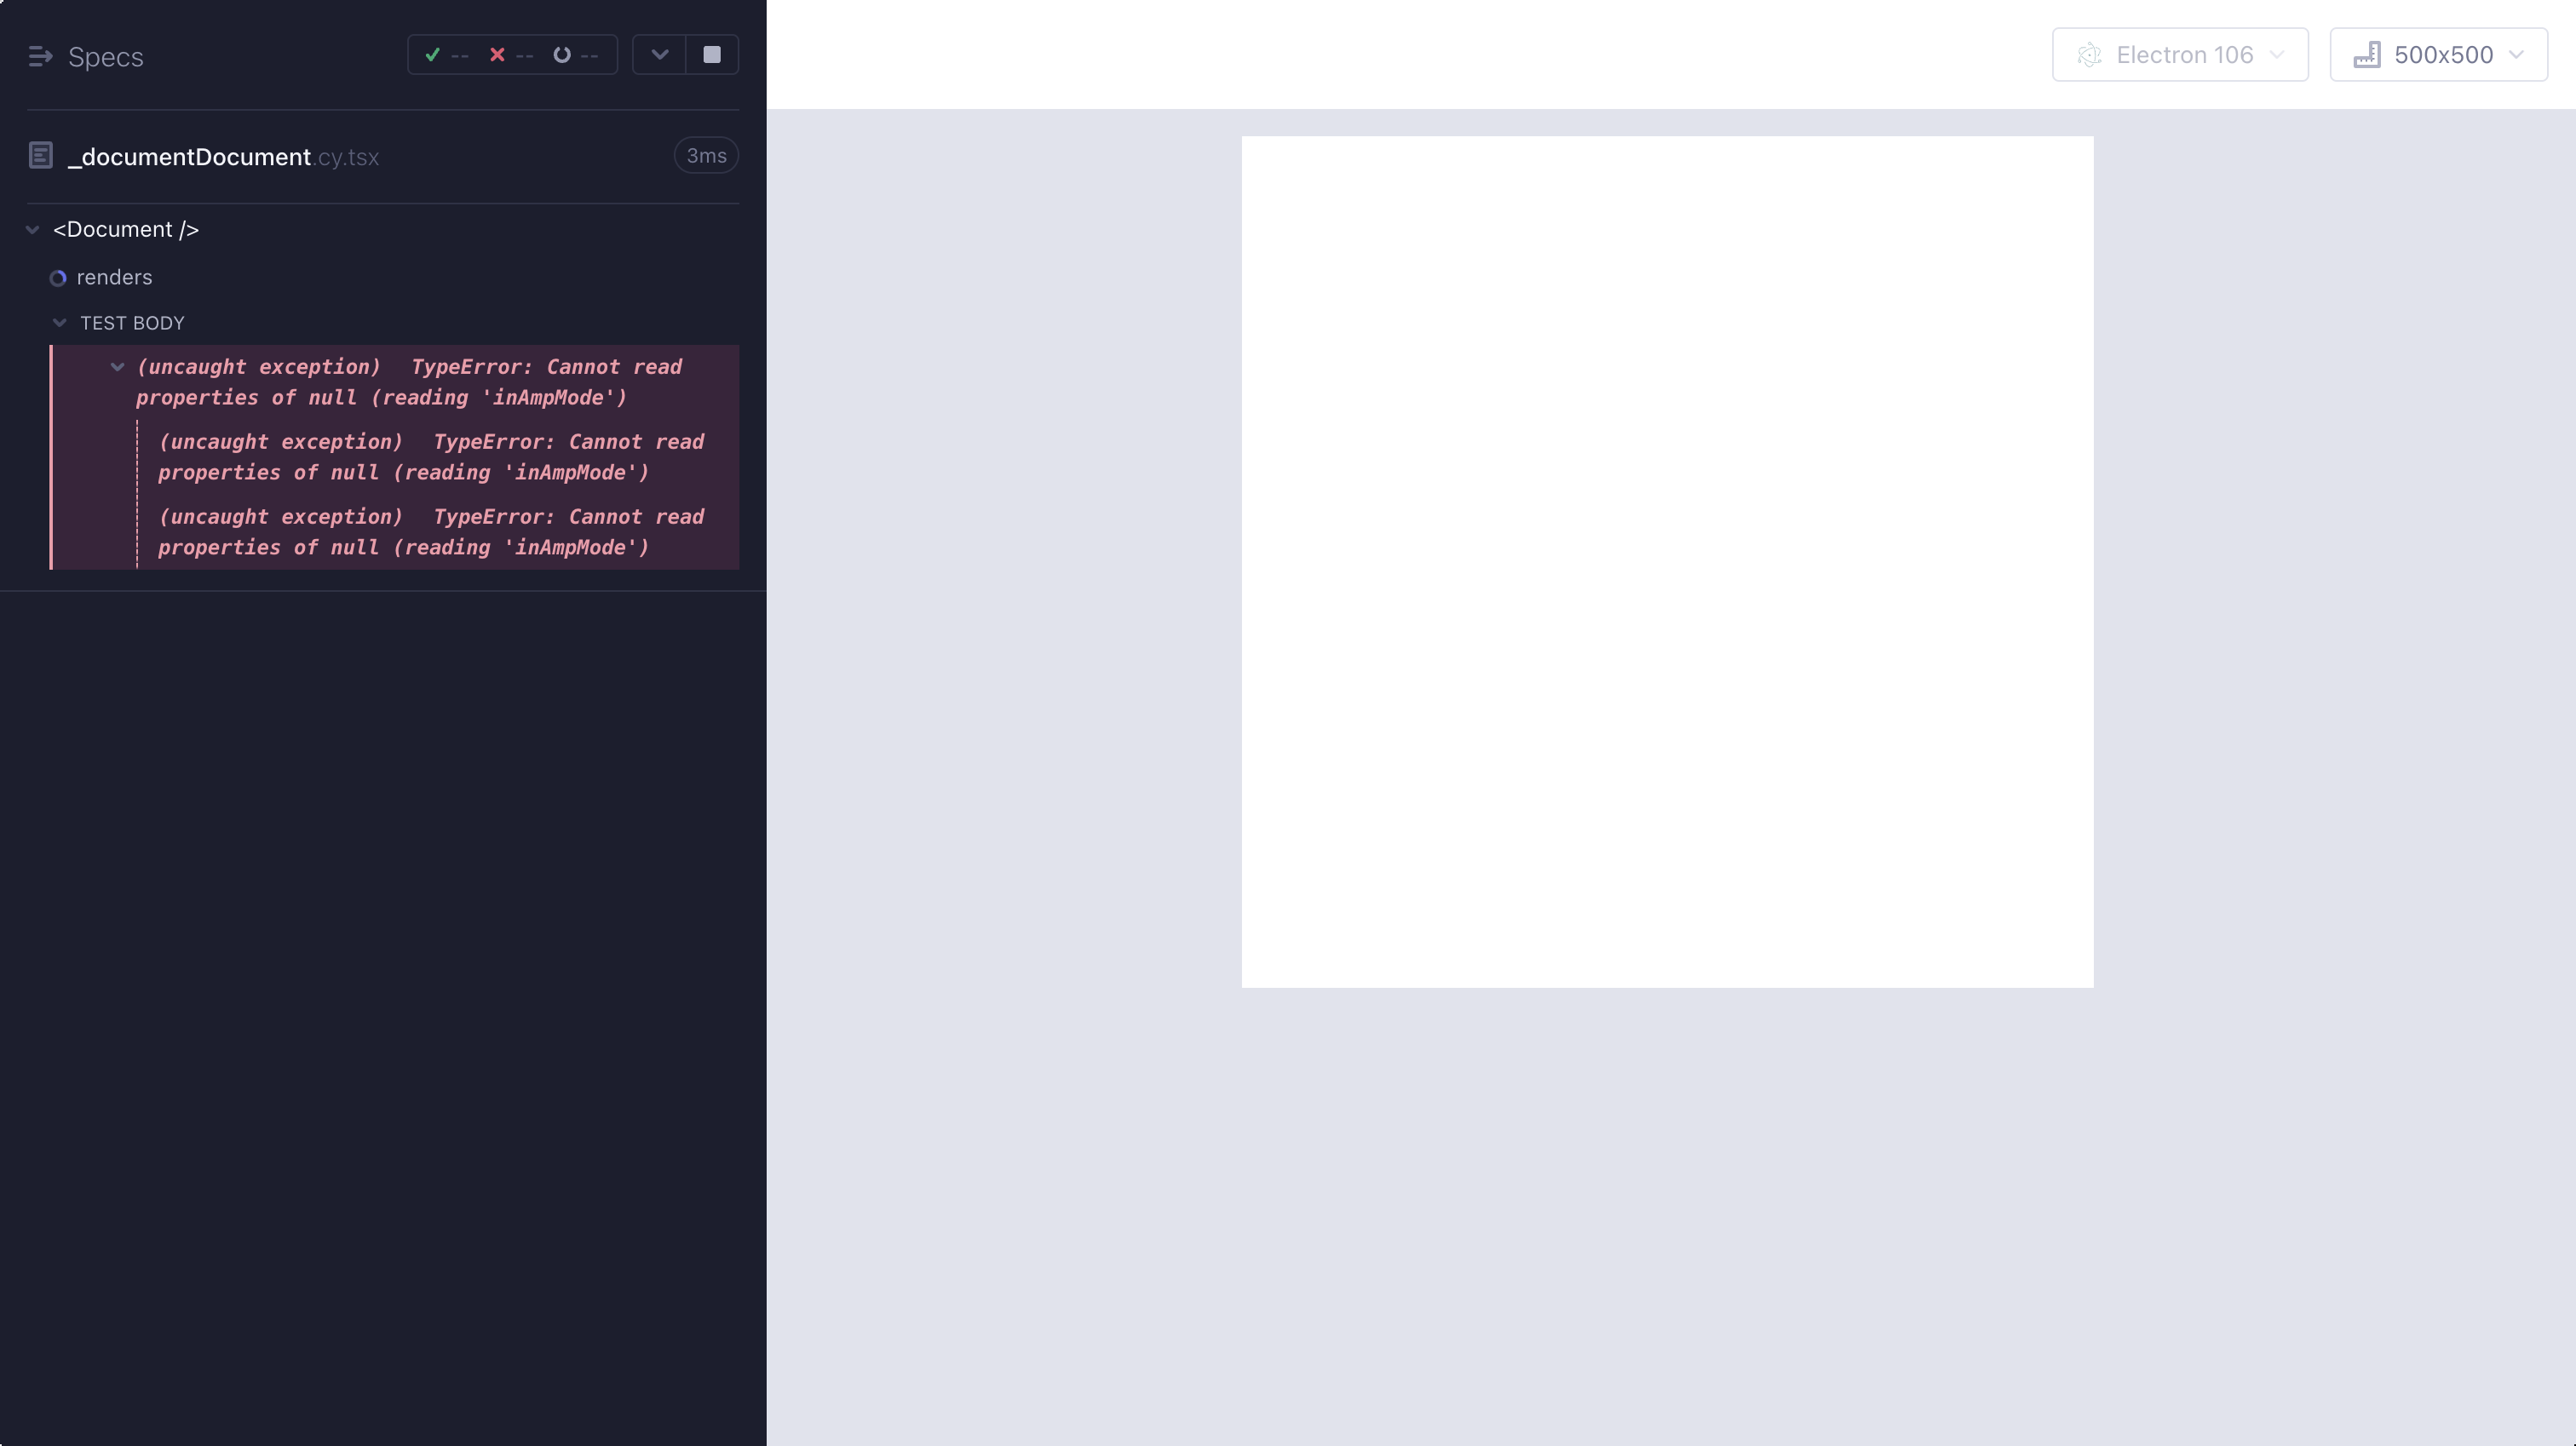 Specs
--
--
--
Electron 106
500x500
_documentDocument.cy.tsx
3ms
<Document />
renders
TEST BODY
(uncaught exception) TypeError: Cannot read
properties of null (reading 'inAmpMode')
(uncaught exception) TypeError: Cannot read
properties of null (reading 'inAmpMode')
(uncaught exception) TypeError: Cannot read
properties of null (reading 'inAmpMode')